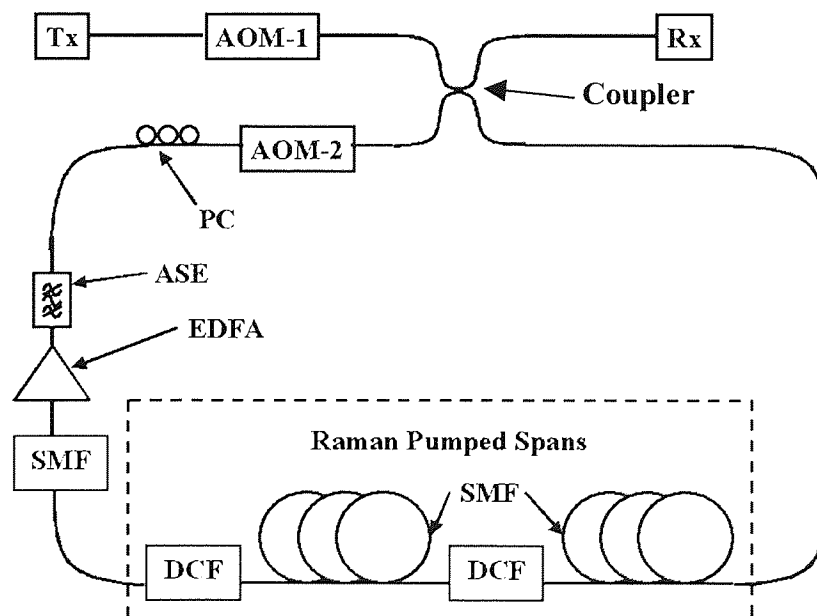 Tx
AOM-1
Rx
Coupler
AOM-2
PC
ASE
EDFA
Raman Pumped Spans
SMF
SMF
DCF
DCF